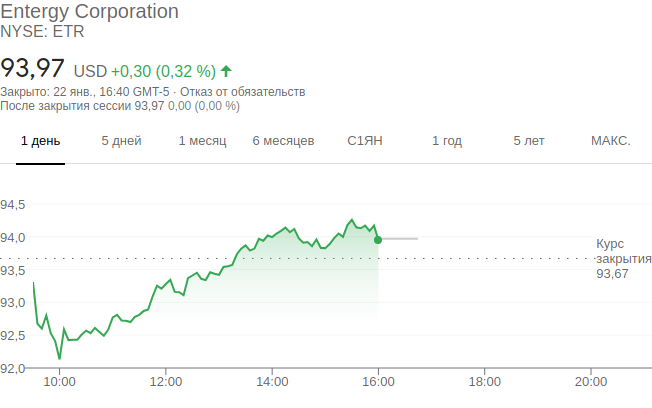 Entergy Corporation
NYSE: ETR
93,97 USD +0,30 (0,32 %)
Закрыто: 22 янв., 16:40 GMT-5 · Отказ от обязательств
После закрытия сессии 93,97 0,00 (0,00 %)
1 день 5 дней 1 месяц 6 месяцев С1ЯН 1 год 5 лет МАКС.
94,5
94,0
Курс
закрытия
93,67
93,5
93,0
92,5
92,0
10:00 12:00 14:00 16:00 18:00 20:00